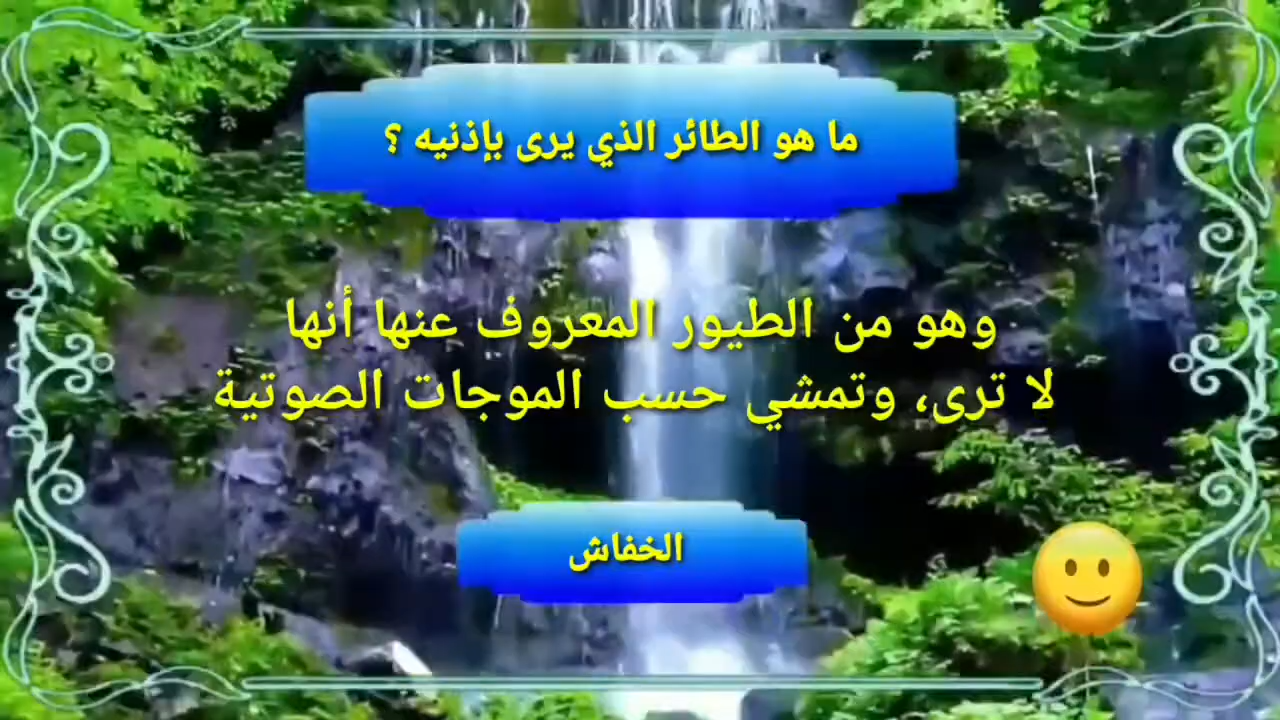 ما هو الطائر الذي يرى بإذنيه ؟
وهو من الطيور المعروف عنها أنها
لا ترى، وتمشي حسب الموجات الصوتية
الخفاش